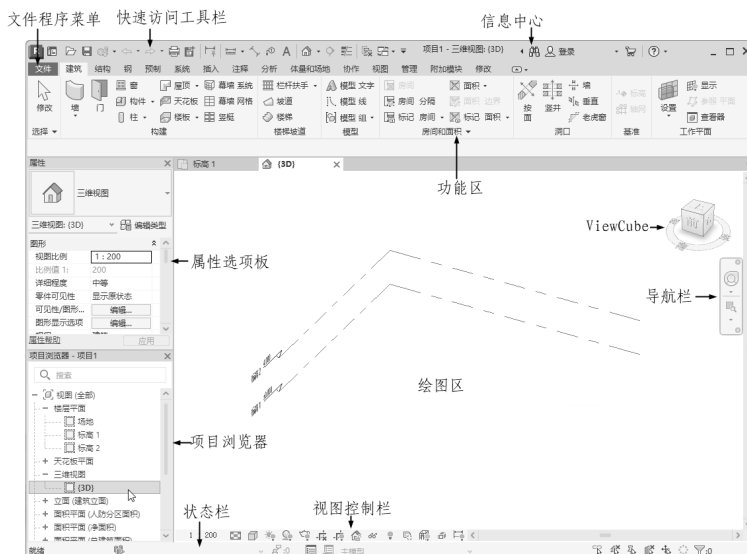 文件程序菜单 快速访问工具栏 信息中心
项目1 - 三维视图: {3D} 登录
文件 建筑 结构 钢 预制 系统 插入 注释 分析 体量和场地 协作 视图 管理 附加模块 修改
窗 屋顶 幕墙 系统 栏杆扶手 模型 文字 房间 面积 墙 标高 显示
修改 墙 门 构件 天花板 幕墙 网格 坡道 模型 线 房间 分隔 面积 边界 按面 竖井 垂直 轴网 设置 参照 平面
柱 楼板 竖梃 楼梯 模型 组 标记 房间 标记 面积 老虎窗 查看器
选择 构建 楼梯坡道 模型 房间和面积 洞口 基准 工作平面
属性 标高 1 {3D}
功能区
三维视图
ViewCube
三维视图: {3D} 编辑类型
图形
视图比例 1 : 200
比例值 1: 200
属性选项板
详细程度 中等
零件可见性 显示原状态
导航栏
可见性/图形... 编辑...
图形显示选项 编辑...
属性帮助 应用
项目浏览器 - 项目1
搜索
绘图区
视图 (全部)
楼层平面
场地
标高 1
标高 2
项目浏览器
天花板平面
三维视图
{3D}
立面 (建筑立面)
面积平面 (人防分区面积)
状态栏 视图控制栏
面积平面 (净面积)
面积平面 (总建筑面积)
1 : 200
就绪 :0 主模型 :0